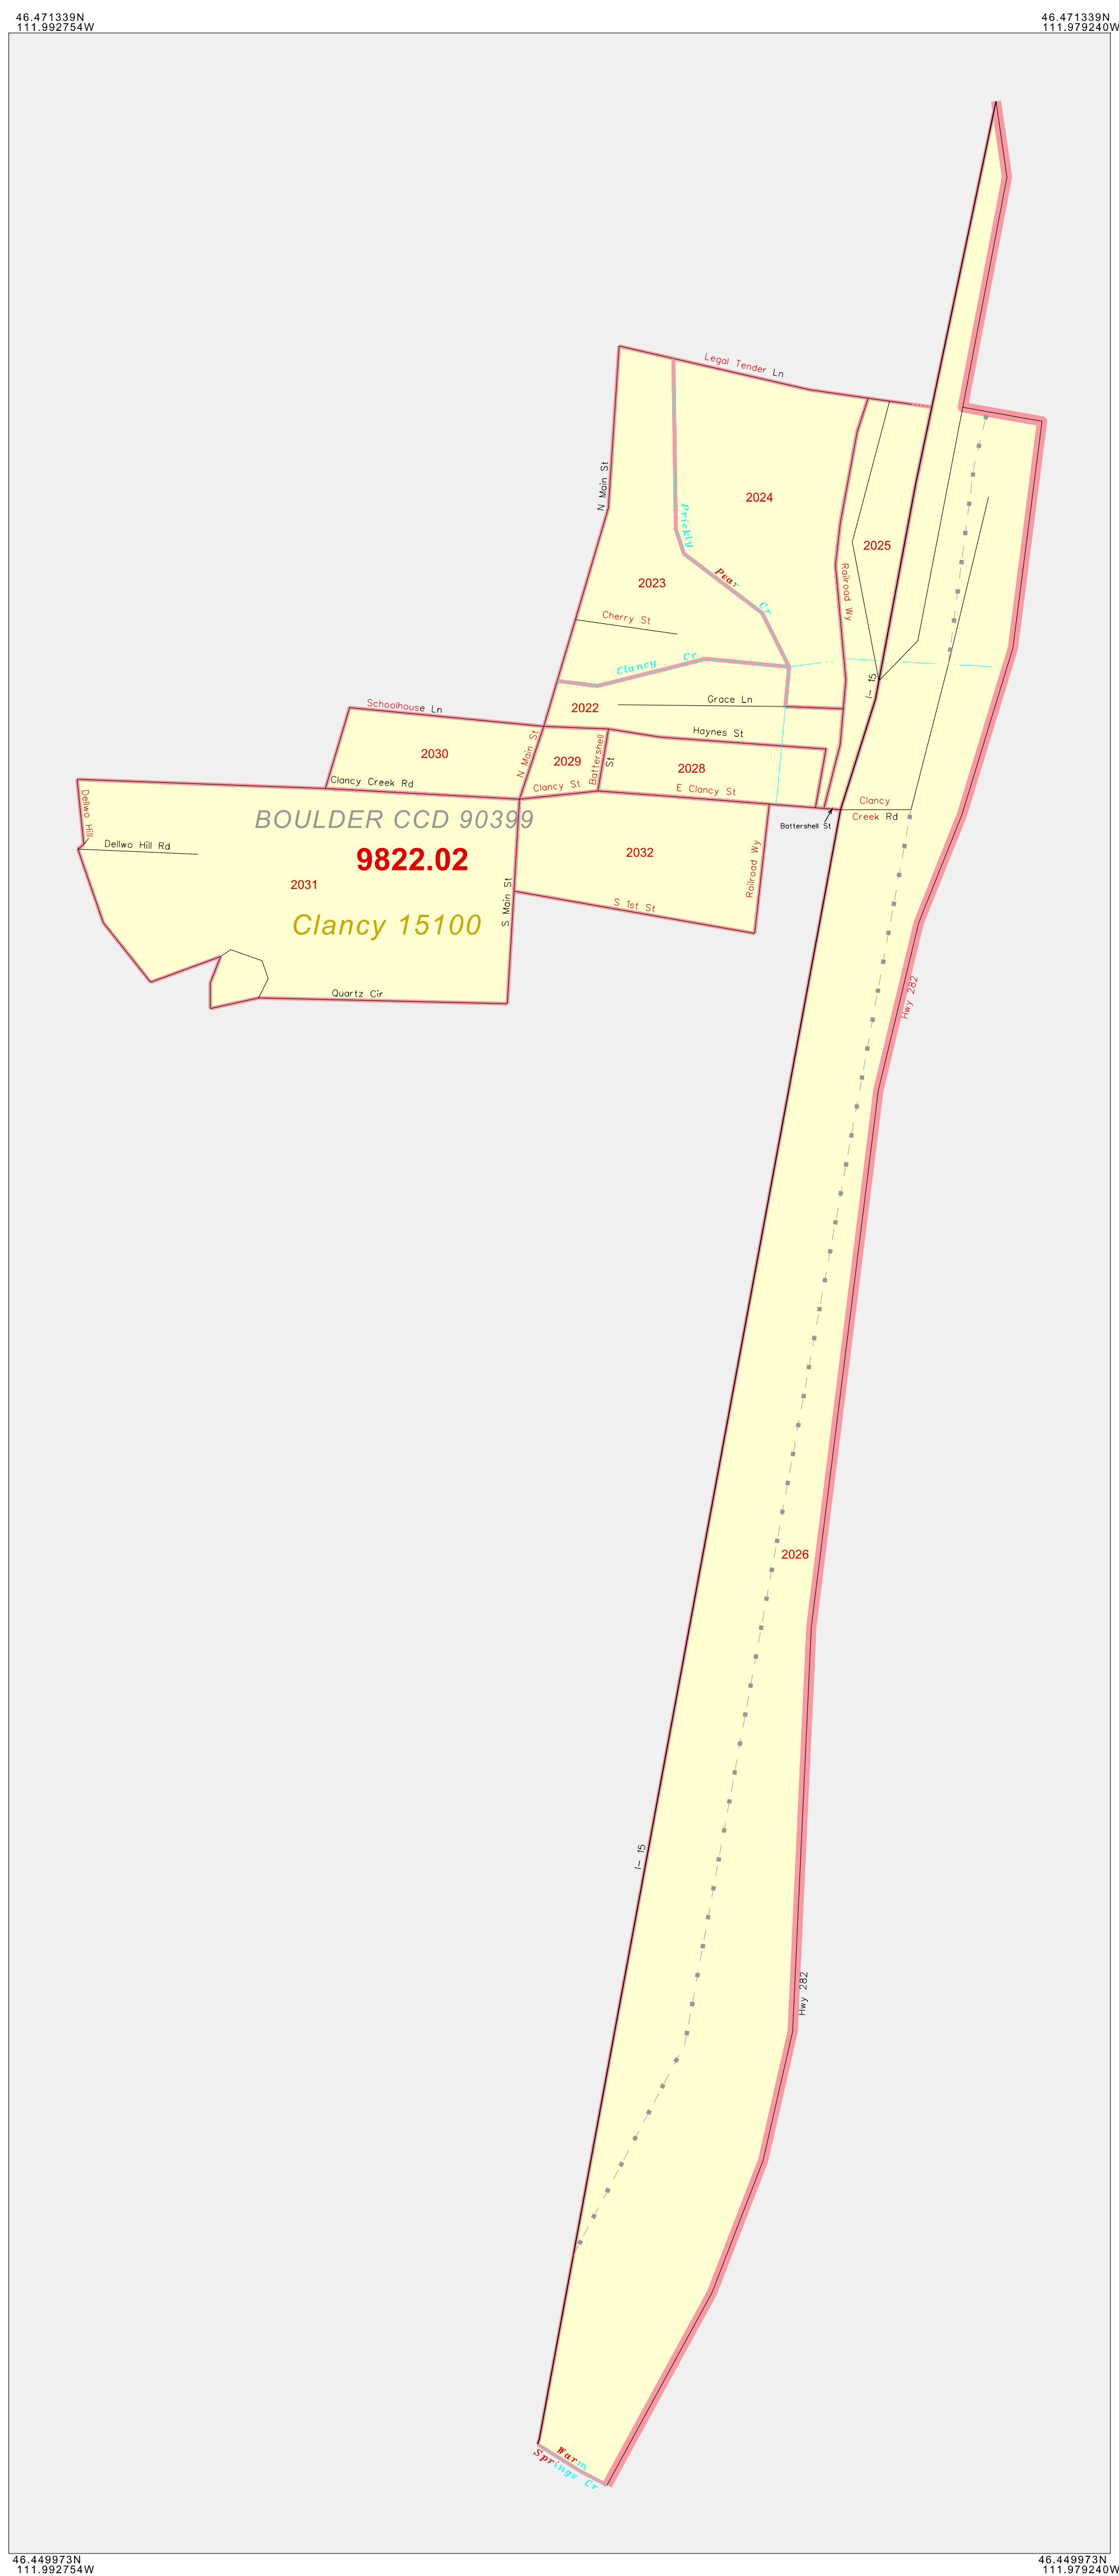 46.471339N
111.992754W
46.471339N
111.979240W
Legal Tender Ln
N Main St
2024
Prickly
Pear
Cr
2025
Railroad Wy
2023
Cherry St
Clancy
Cr
I- 15
Grace Ln
2022
Schoolhouse Ln
Haynes St
N Main St
Battershell
St
2030
2029
2028
Clancy Creek Rd
Clancy St
E Clancy St
Clancy
Creek Rd
Battershell St
Dellwo Hill
Dellwo Hill Rd
BOULDER CCD 90399
9822.02
2031
Clancy 15100
S Main St
2032
Railroad Wy
S 1st St
Quartz Cir
Hwy 282
2026
I- 15
Hwy 282
Warm
Springs Cr
46.449973N
111.992754W
46.449973N
111.979240W